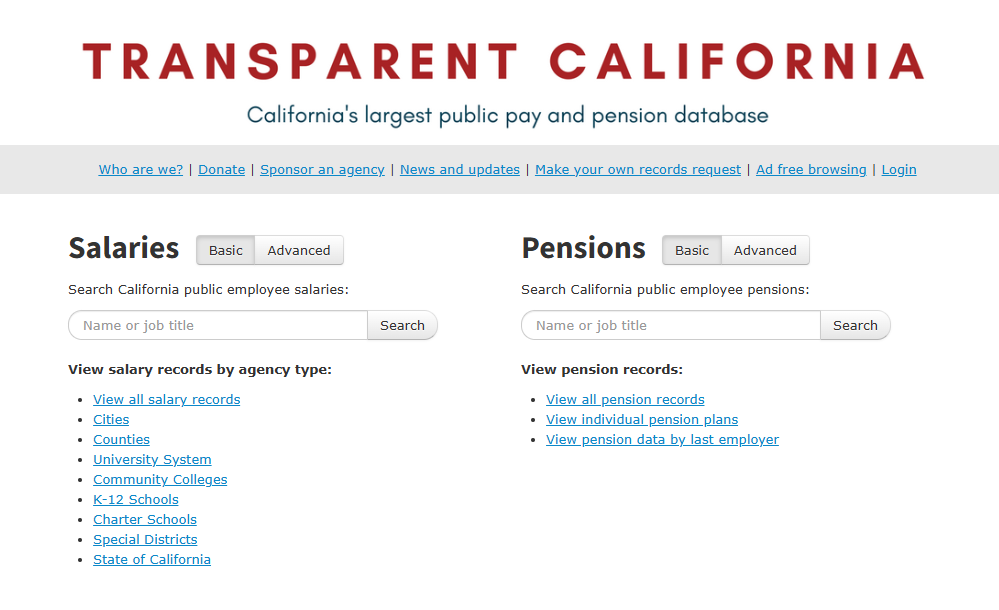 TRANSPARENT CALIFORNIA
California's largest public pay and pension database
Who are we? | Donate | Sponsor an agency | News and updates | Make your own records request | Ad free browsing | Login
Salaries Basic Advanced
Search California public employee salaries:
Name or job title Search
View salary records by agency type:
View all salary records
Cities
Counties
University System
Community Colleges
K-12 Schools
Charter Schools
Special Districts
State of California
Pensions Basic Advanced
Search California public employee pensions:
Name or job title Search
View pension records:
View all pension records
View individual pension plans
View pension data by last employer